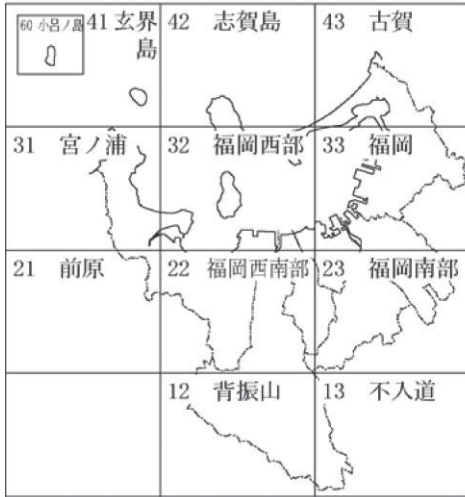 60 小呂ノ島
41 玄界島
42 志賀島
43 古賀
31 宮ノ浦
32 福岡西部
33 福岡
21 前原
22 福岡西南部
23 福岡南部
12 背振山
13 不入道